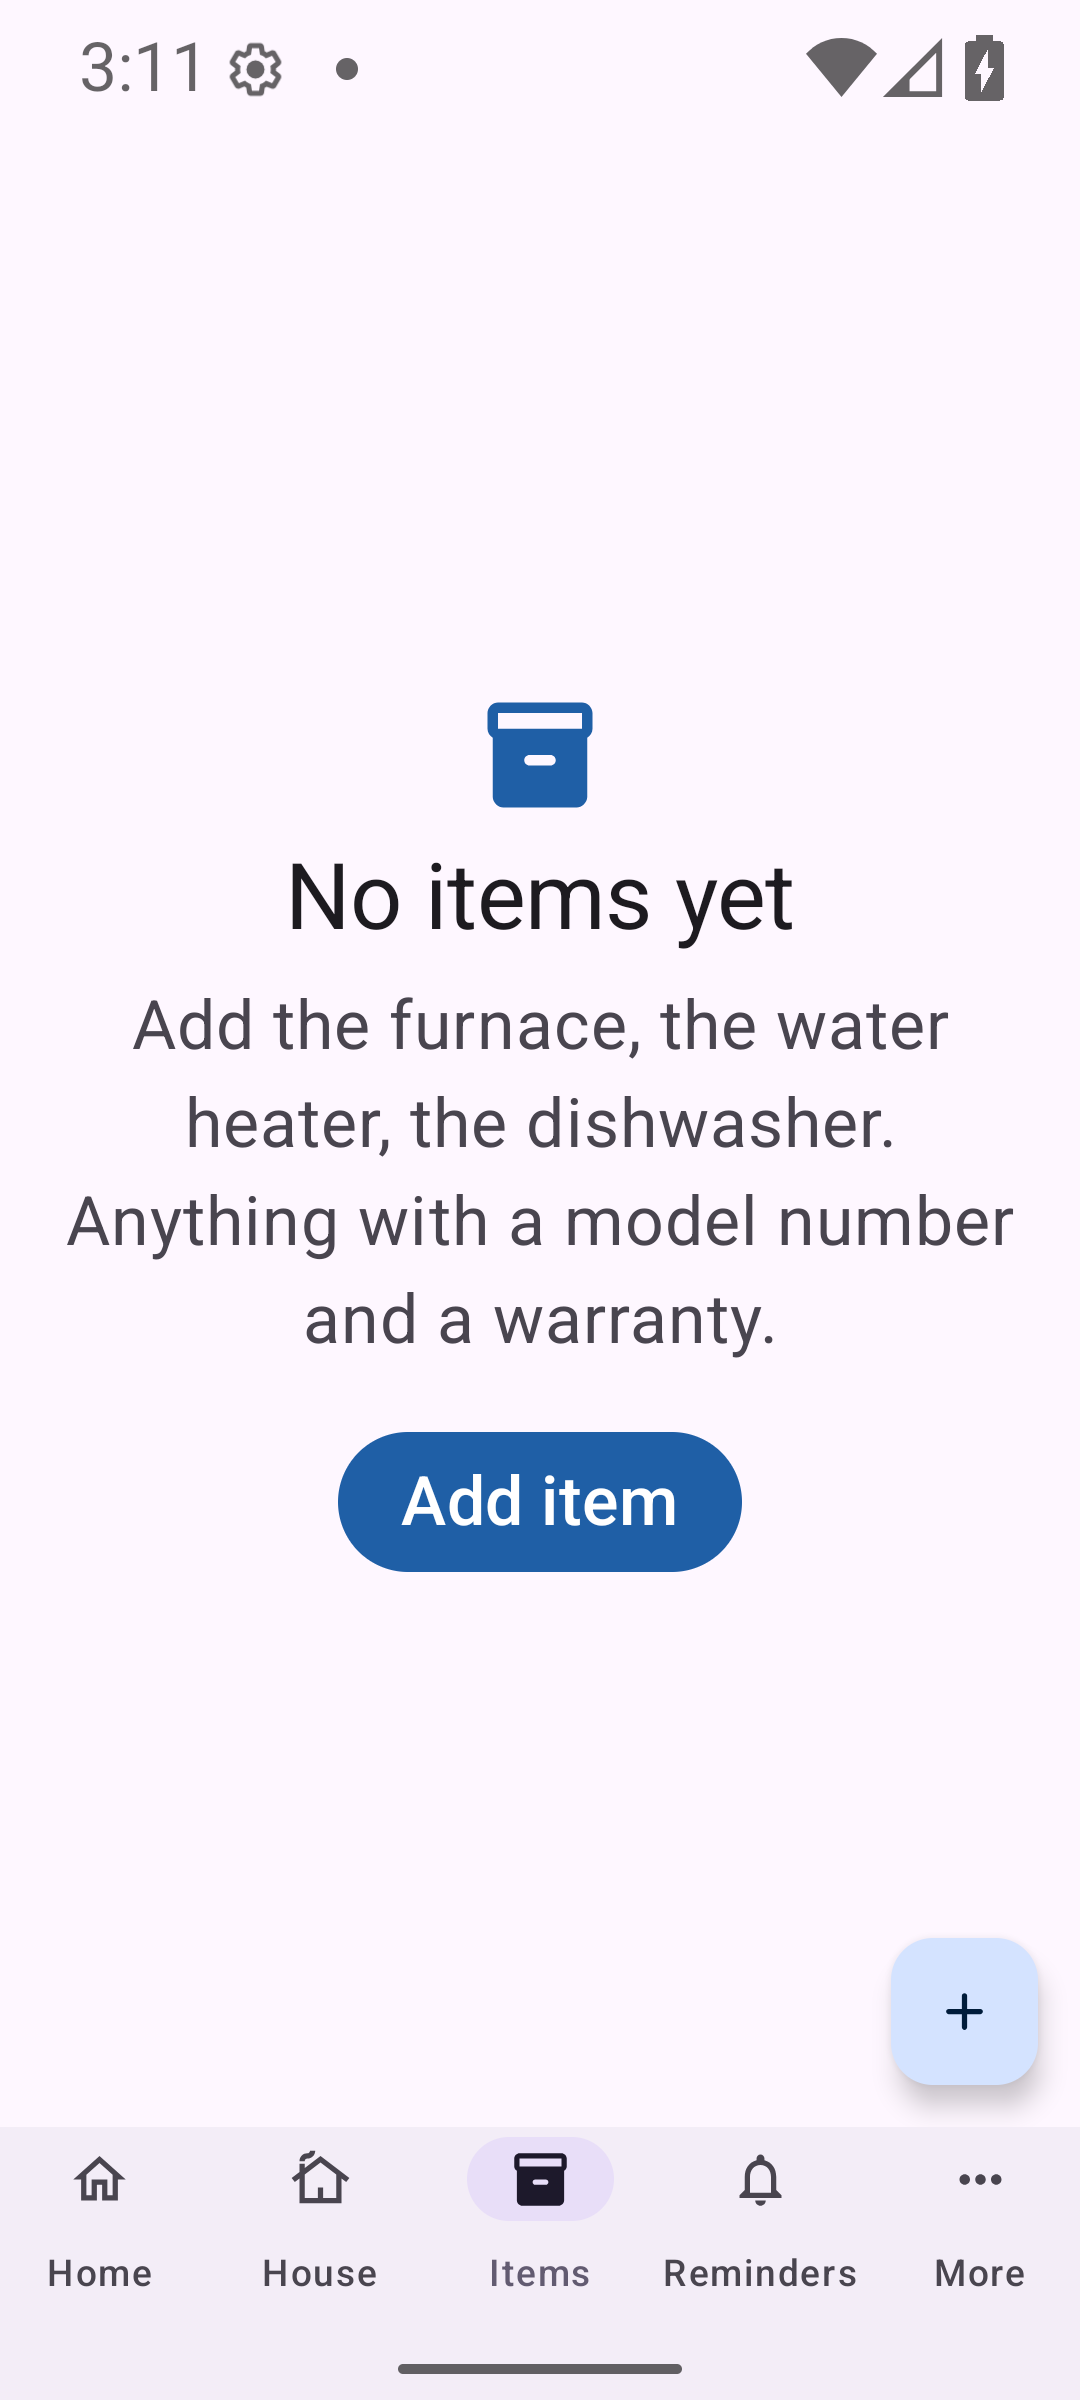 3:11
No items yet
Add the furnace, the water
heater, the dishwasher.
Anything with a model number
and a warranty.
Add item
Home
House
Items
Reminders
More